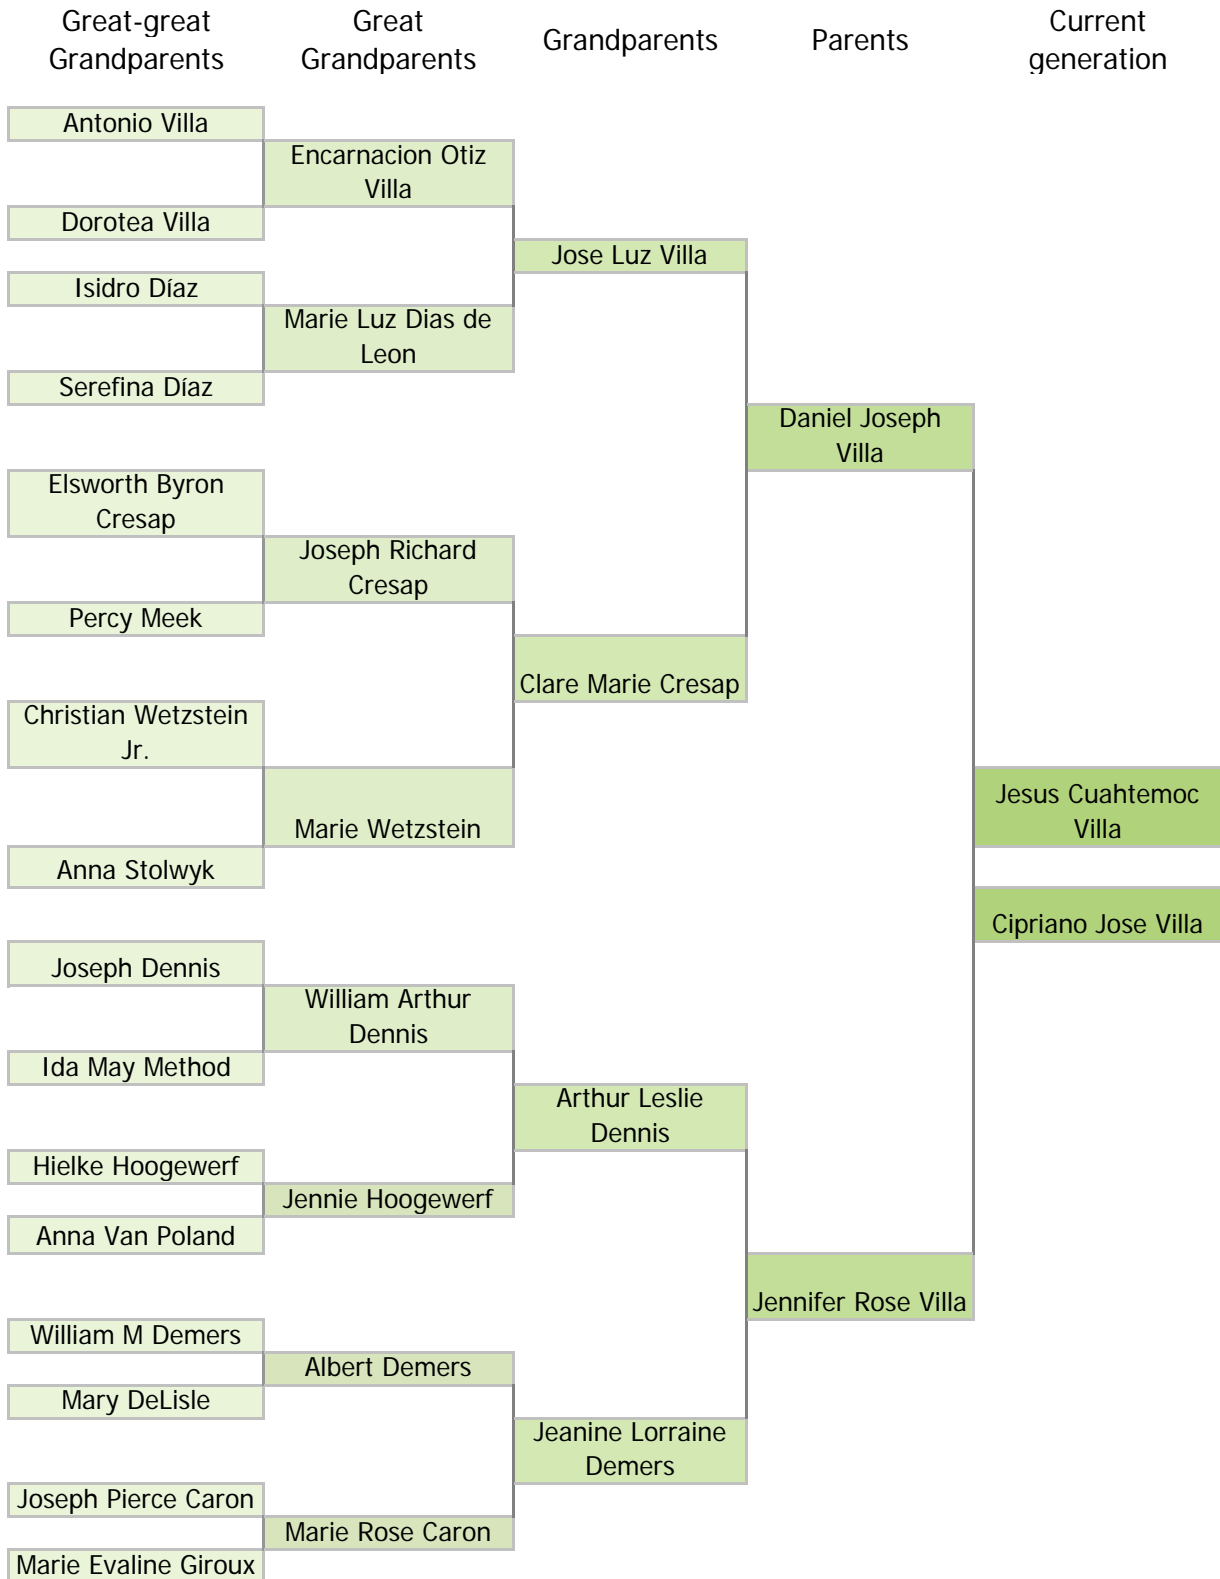 Great-great
Grandparents
Great
Grandparents
Grandparents
Parents
Current
generation
Antonio Villa
Encarnacion Otiz
Villa
Dorotea Villa
Jose Luz Villa
Isidro Díaz
Marie Luz Dias de
Leon
Serefina Díaz
Daniel Joseph
Villa
Elsworth Byron
Cresap
Joseph Richard
Cresap
Percy Meek
Clare Marie Cresap
Christian Wetzstein
Jr.
Marie Wetzstein
Jesus Cuahtemoc
Villa
Anna Stolwyk
Cipriano Jose Villa
Joseph Dennis
William Arthur
Dennis
Ida May Method
Arthur Leslie
Dennis
Hielke Hoogewerf
Jennie Hoogewerf
Anna Van Poland
Jennifer Rose Villa
William M Demers
Albert Demers
Mary DeLisle
Jeanine Lorraine
Demers
Joseph Pierce Caron
Marie Rose Caron
Marie Evaline Giroux